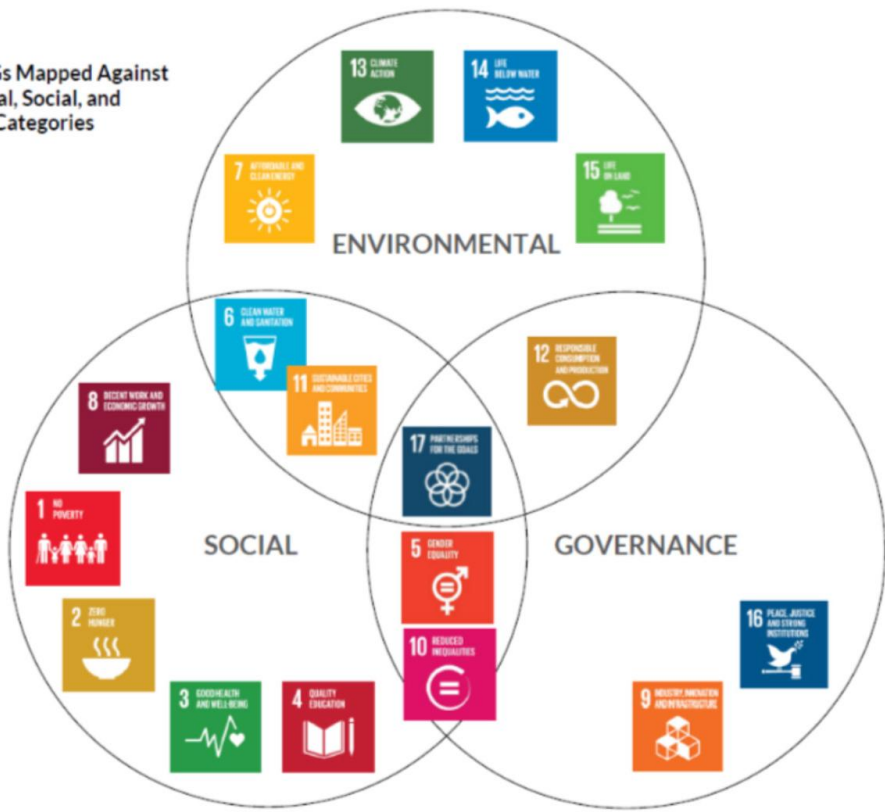 s Mapped Against
al, Social, and
Categories
13 CLIMATE
ACTION
14 LIFE
BELOW WATER
7 AFFORDABLE AND
CLEAN ENERGY
15 LIFE
ON LAND
ENVIRONMENTAL
6 CLEAN WATER
AND SANITATION
12 RESPONSIBLE
CONSUMPTION
AND PRODUCTION
11 SUSTAINABLE CITIES
AND COMMUNITIES
8 DECENT WORK AND
ECONOMIC GROWTH
17 PARTNERSHIPS
FOR THE GOALS
1 NO
POVERTY
SOCIAL
5 GENDER
EQUALITY
GOVERNANCE
2 ZERO
HUNGER
10 REDUCED
INEQUALITIES
16 PEACE, JUSTICE
AND STRONG
INSTITUTIONS
3 GOOD HEALTH
AND WELL-BEING
4 QUALITY
EDUCATION
9 INDUSTRY, INNOVATION
AND INFRASTRUCTURE